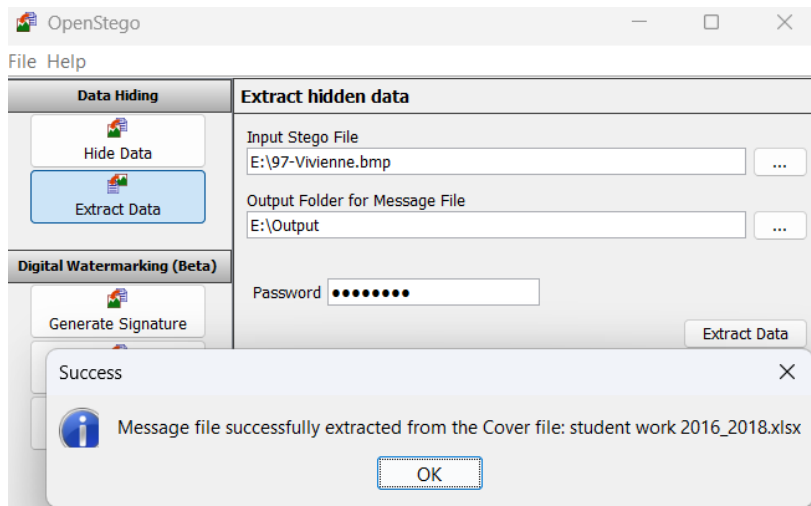 OpenStego
File Help
Data Hiding
Hide Data
Extract Data
Digital Watermarking (Beta)
Generate Signature
Extract hidden data
Input Stego File
E:\97-Vivienne.bmp
...
Output Folder for Message File
E:\Output
...
Password ●●●●●●●●
Extract Data
Success
Message file successfully extracted from the Cover file: student work 2016_2018.xlsx
OK